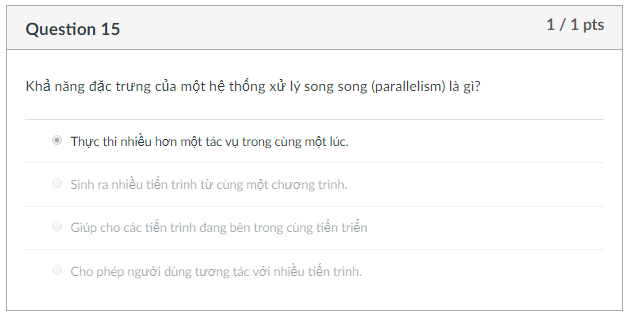 Question 15
1 / 1 pts
Khả năng đặc trưng của một hệ thống xử lý song song (parallelism) là gì?
Thực thi nhiều hơn một tác vụ trong cùng một lúc.
Sinh ra nhiều tiến trình từ cùng một chương trình.
Giúp cho các tiến trình đang bên trong cùng tiến triển
Cho phép người dùng tương tác với nhiều tiến trình.